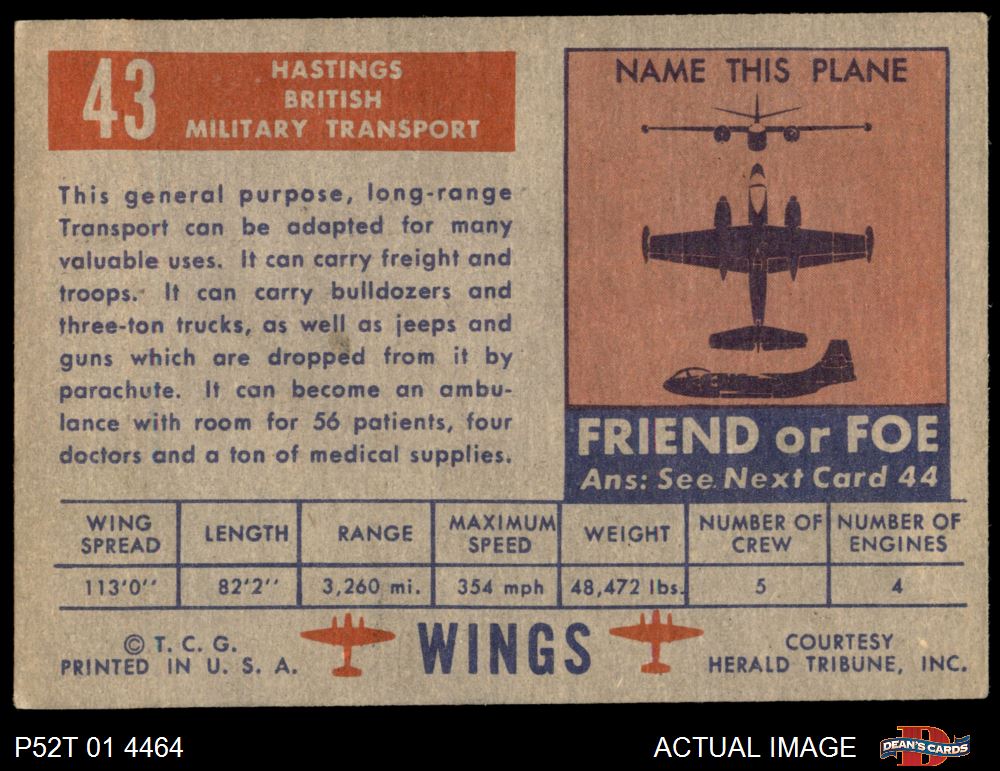 43
HASTINGS
BRITISH
MILITARY TRANSPORT
This general purpose, long-range
Transport can be adapted for many
valuable uses. It can carry freight and
troops. It can carry bulldozers and
three-ton trucks, as well as jeeps and
guns which are dropped from it by
parachute. It can become an ambu-
lance with room for 56 patients, four
doctors and a ton of medical supplies.
NAME THIS PLANE
FRIEND or FOE
Ans: See Next Card 44
WING SPREAD LENGTH RANGE MAXIMUM SPEED WEIGHT NUMBER OF CREW NUMBER OF ENGINES
113'0'' 82'2'' 3,260 mi. 354 mph 48,472 lbs. 5 4
© T. C. G.
PRINTED IN U. S. A.
WINGS
COURTESY
HERALD TRIBUNE, INC.
P52T 01 4464
ACTUAL IMAGE
D
DEAN'S CARDS